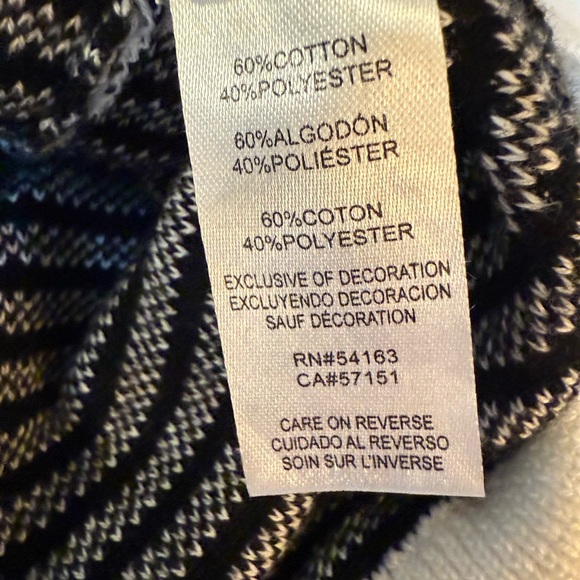 60%COTTON
40%POLYESTER
60%ALGODÓN
40%POLIÉSTER
60%COTON
40%POLYESTER
EXCLUSIVE OF DECORATION
EXCLUYENDO DECORACION
SAUF DÉCORATION
RN#54163
CA#57151
CARE ON REVERSE
CUIDADO AL REVERSO
SOIN SUR L'INVERSE